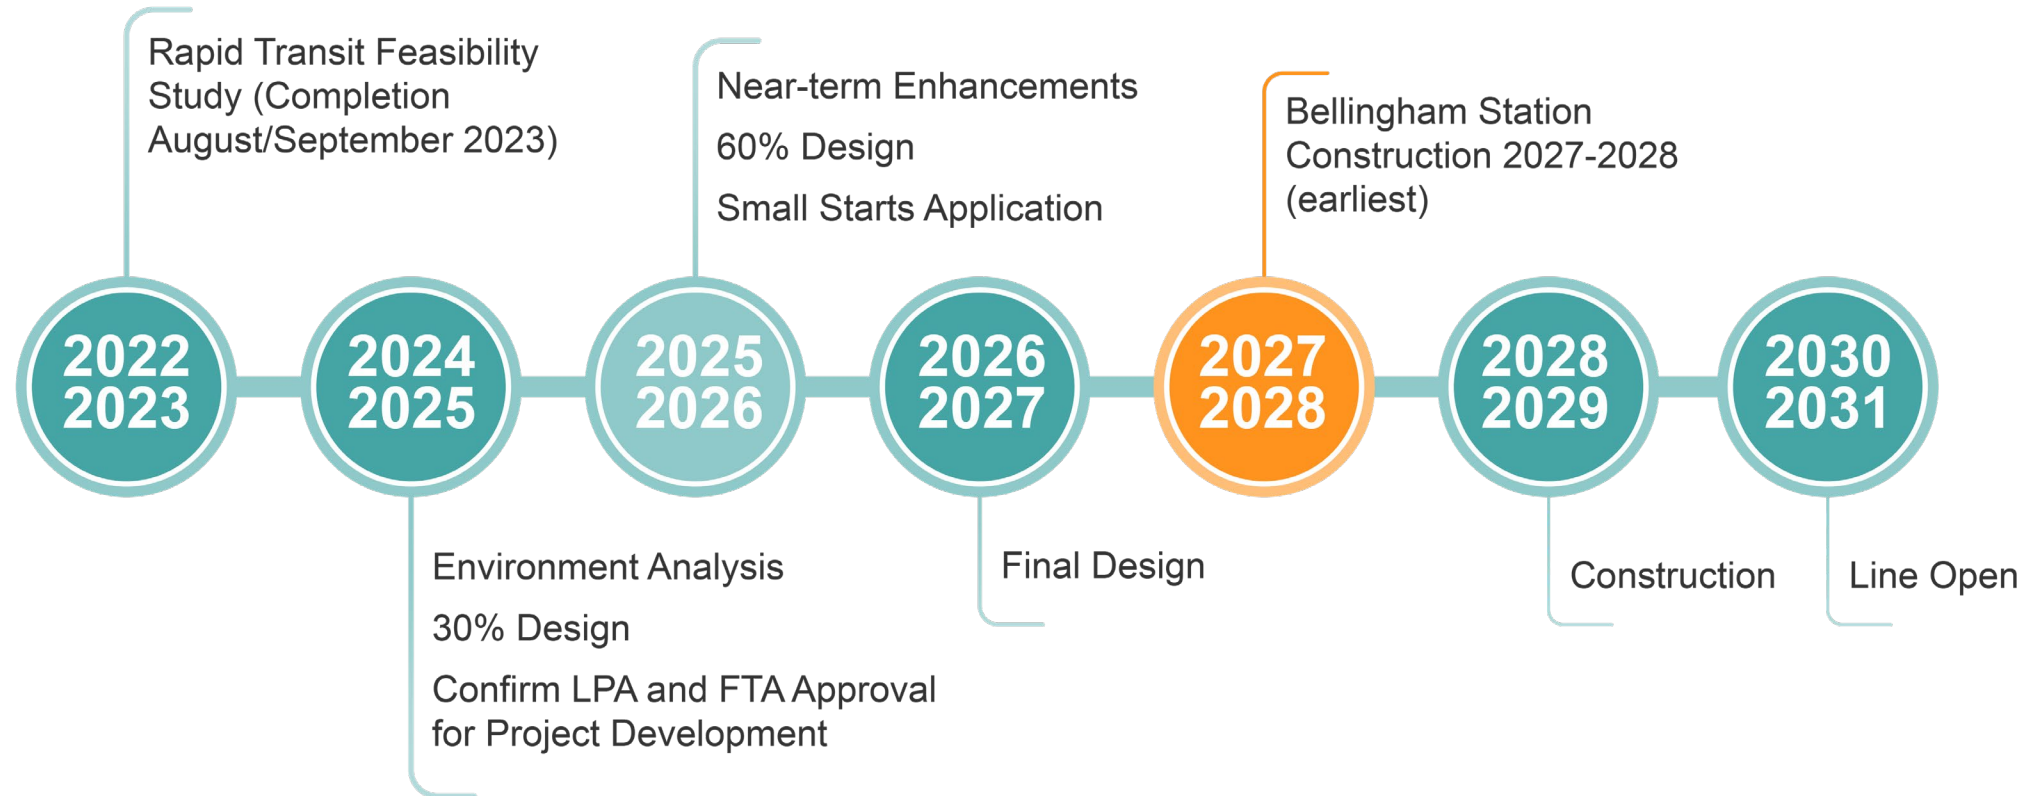 Rapid Transit Feasibility
Study (Completion
August/September 2023)
Near-term Enhancements
60% Design
Small Starts Application
Bellingham Station
Construction 2027-2028
(earliest)
2022
2023
2024
2025
2025
2026
2026
2027
2027
2028
2028
2029
2030
2031
Environment Analysis
30% Design
Confirm LPA and FTA Approval
for Project Development
Final Design
Construction
Line Open